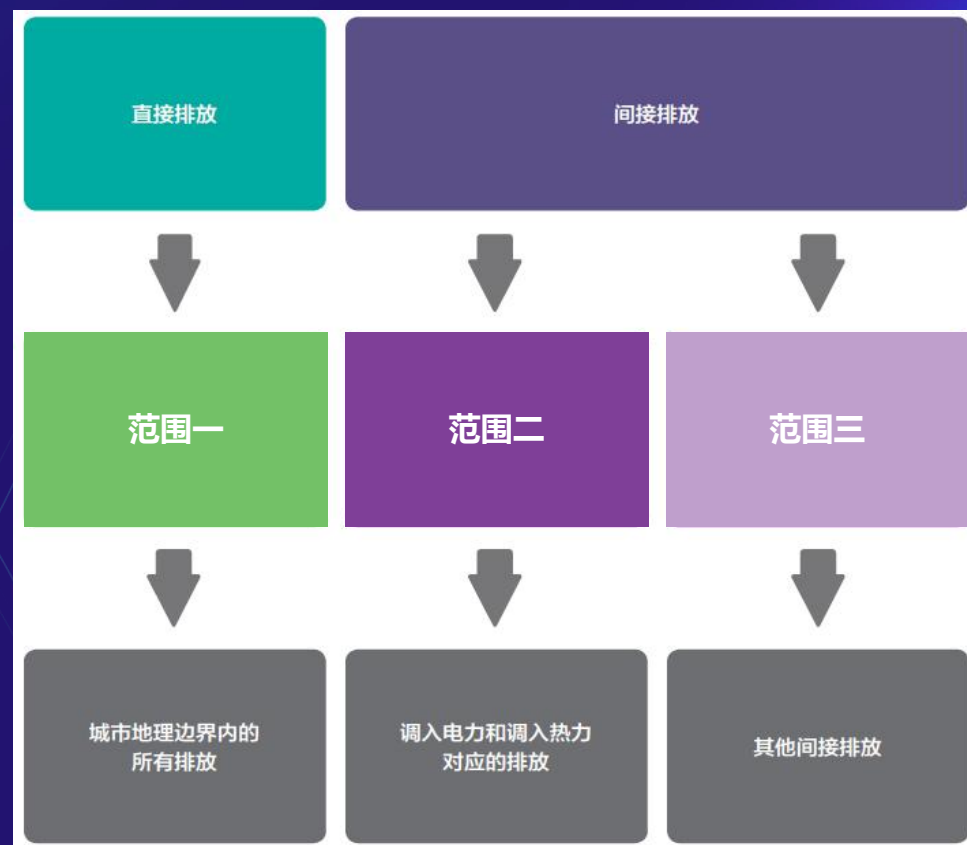 直接排放
间接排放
范围一
范围二
范围三
城市地理边界内的
所有排放
调入电力和调入热力
对应的排放
其他间接排放